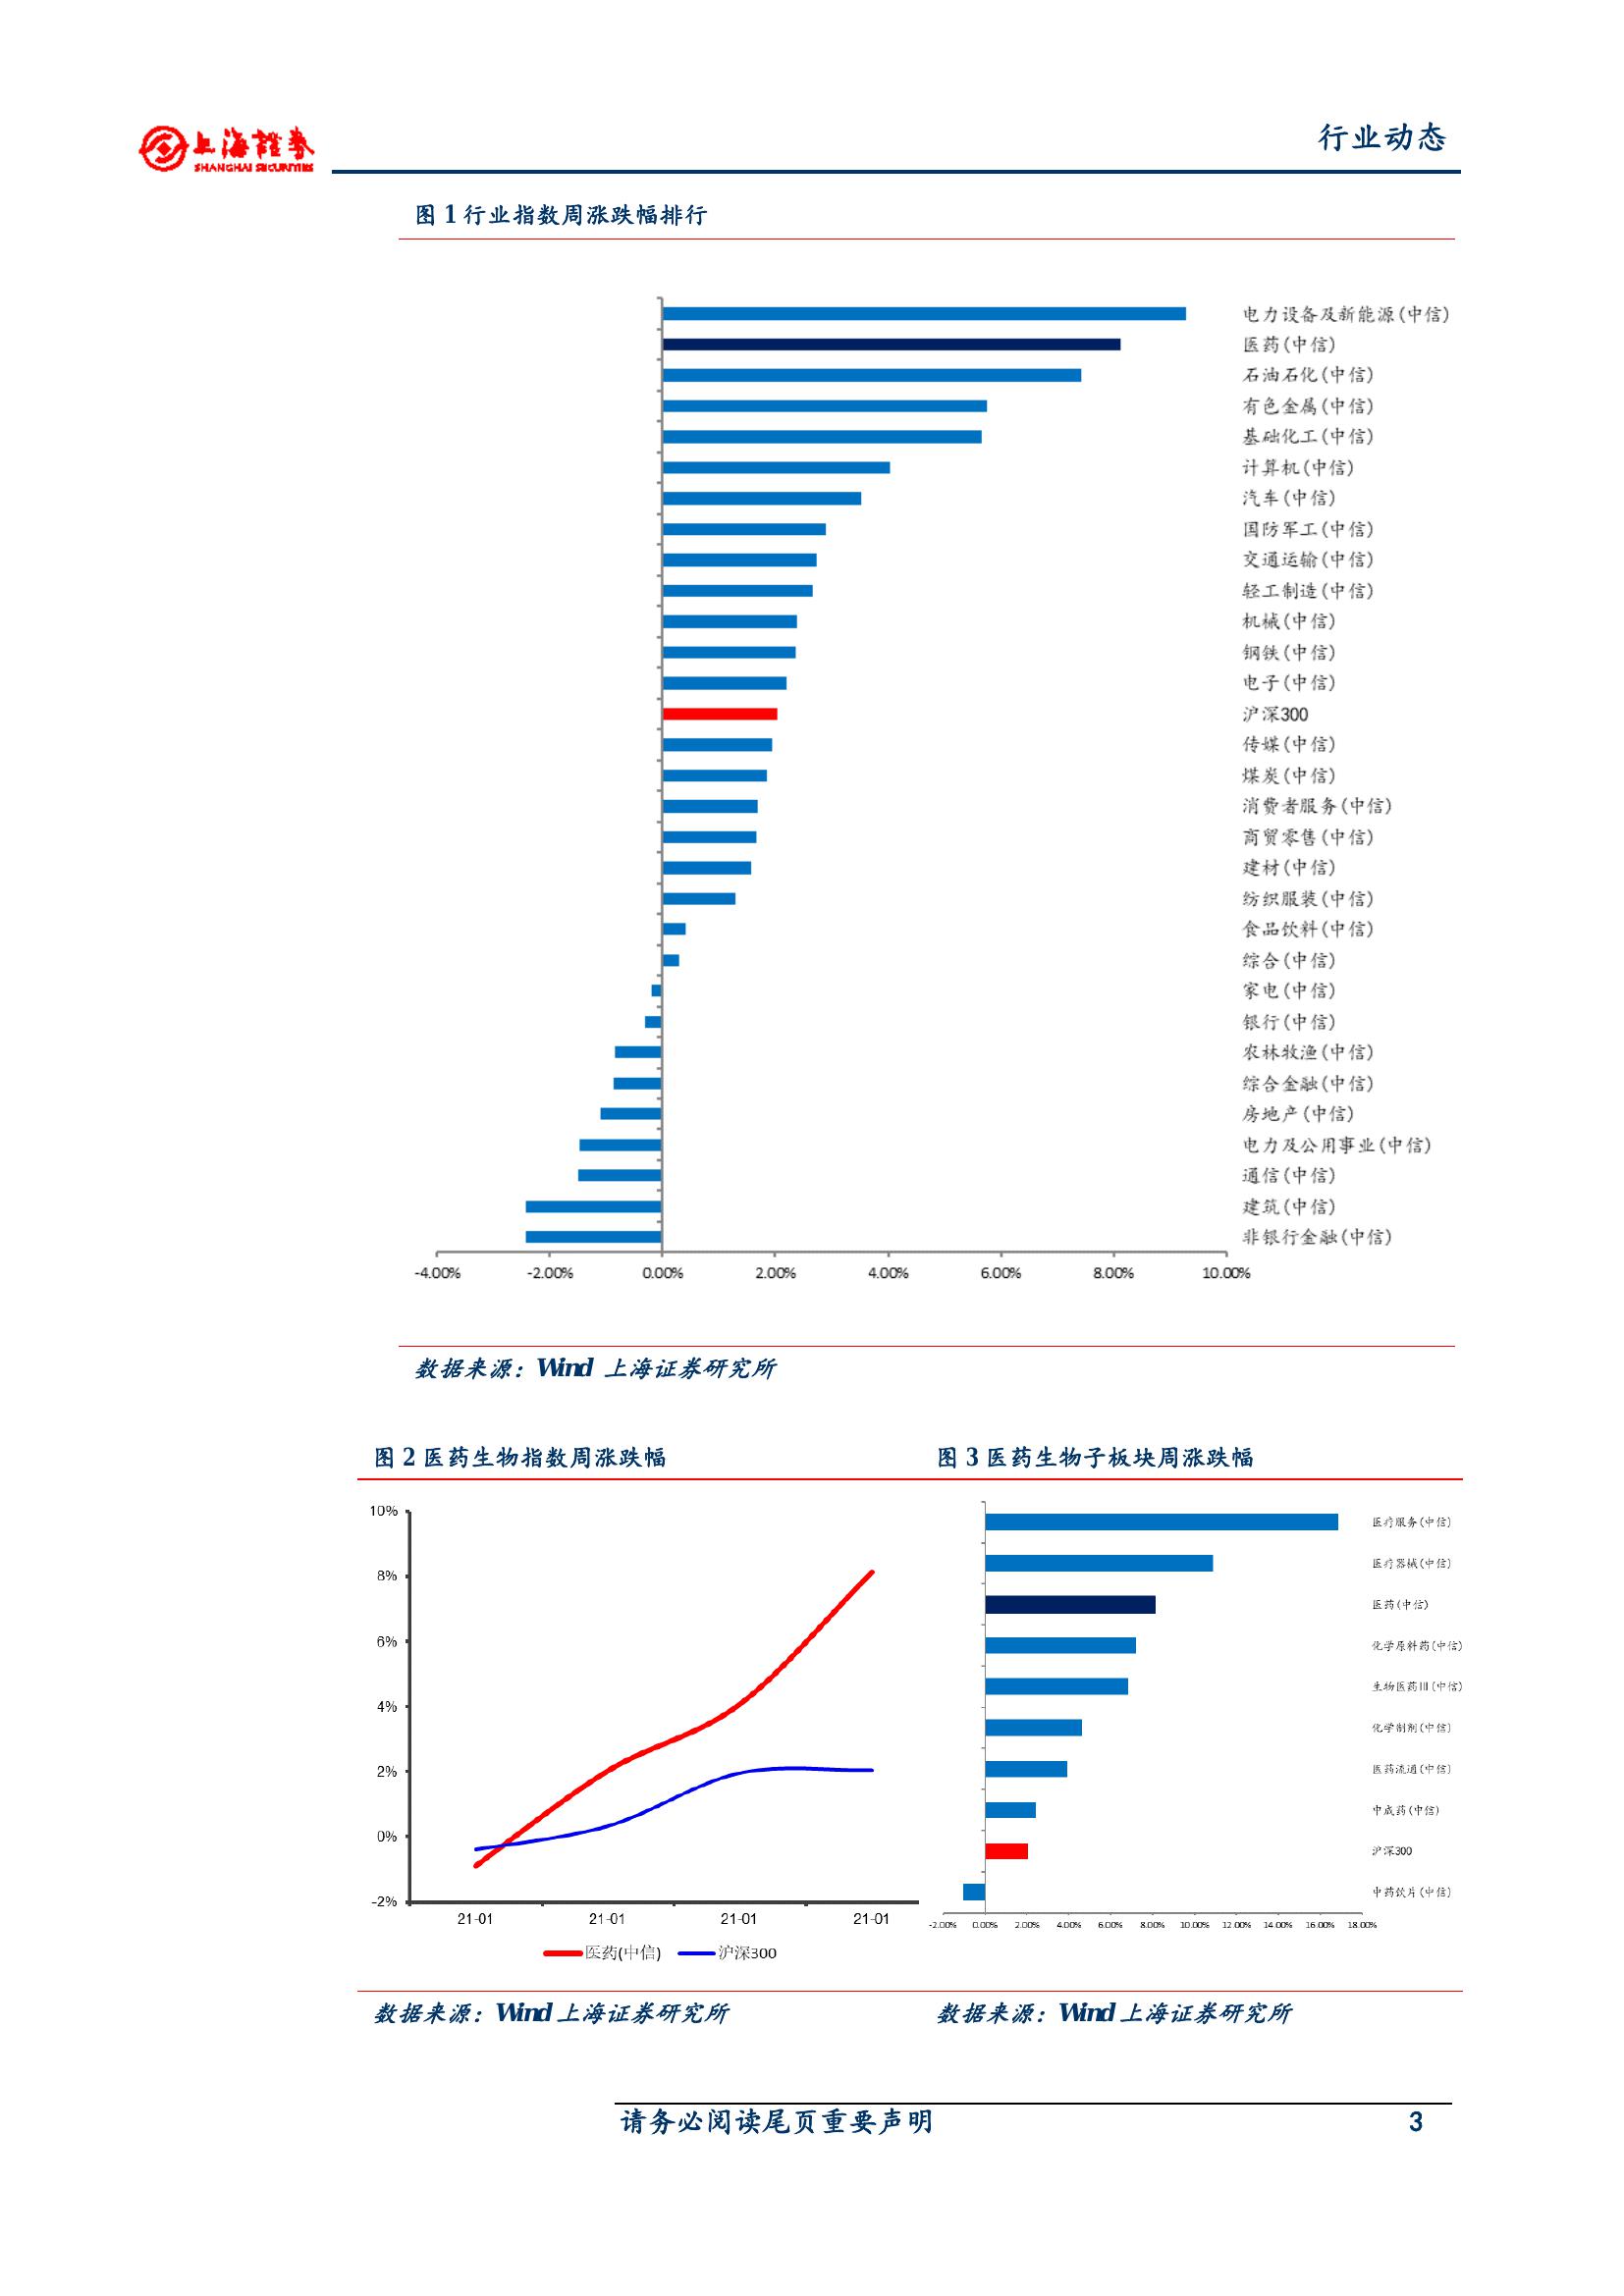 上海證券
SHANGHAI SECURITIES
行业动态
图 1 行业指数周涨跌幅排行
电力设备及新能源(中信)
医药(中信)
石油石化(中信)
有色金属(中信)
基础化工(中信)
计算机(中信)
汽车(中信)
国防军工(中信)
交通运输(中信)
轻工制造(中信)
机械(中信)
钢铁(中信)
电子(中信)
沪深300
传媒(中信)
煤炭(中信)
消费者服务(中信)
商贸零售(中信)
建材(中信)
纺织服装(中信)
食品饮料(中信)
综合(中信)
家电(中信)
银行(中信)
农林牧渔(中信)
综合金融(中信)
房地产(中信)
电力及公用事业(中信)
通信(中信)
建筑(中信)
非银行金融(中信)
-4.00% -2.00% 0.00% 2.00% 4.00% 6.00% 8.00% 10.00%
数据来源：Wind 上海证券研究所
图 2 医药生物指数周涨跌幅
10%
8%
6%
4%
2%
0%
-2%
21-01 21-01 21-01 21-01
医药(中信) 沪深300
数据来源：Wind 上海证券研究所
图 3 医药生物子板块周涨跌幅
医疗服务(中信)
医疗器械(中信)
医药(中信)
化学原料药(中信)
生物医药III(中信)
化学制剂(中信)
医药流通(中信)
中成药(中信)
沪深300
中药饮片(中信)
-2.00% 0.00% 2.00% 4.00% 6.00% 8.00% 10.00% 12.00% 14.00% 16.00% 18.00%
数据来源：Wind 上海证券研究所
请务必阅读尾页重要声明 3